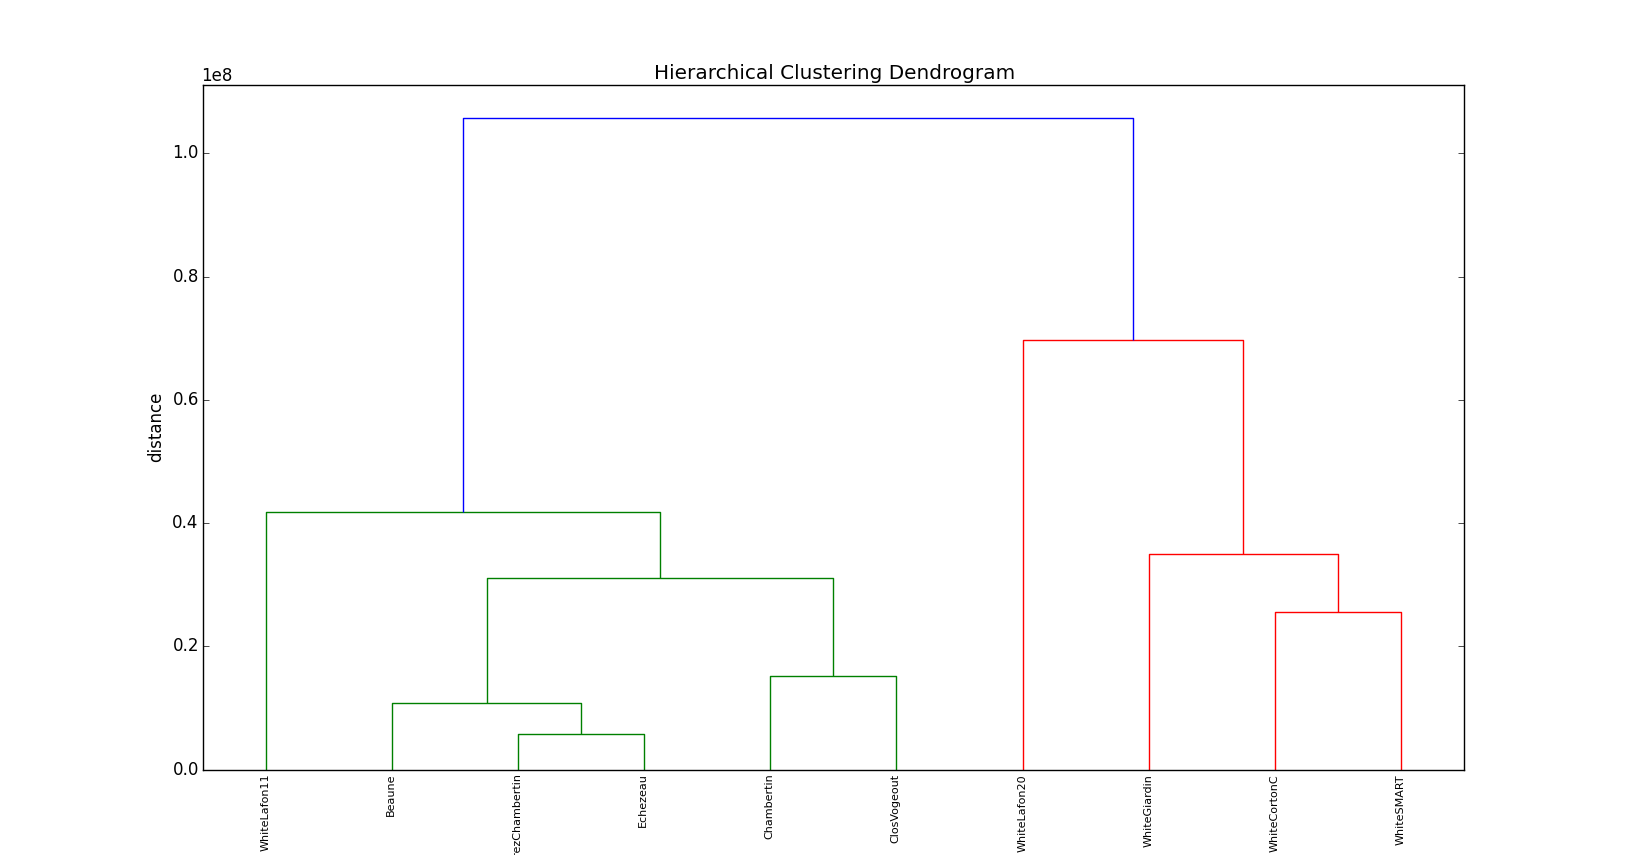 Hierarchical Clustering Dendrogram
1e8
1.0
0.8
0.6
0.4
0.2
0.0
distance
WhiteLafon11
Beaune
rezChambertin
Echezeau
Chambertin
ClosVogeout
WhiteLafon20
WhiteGiardin
WhiteCortonC
WhiteSMART